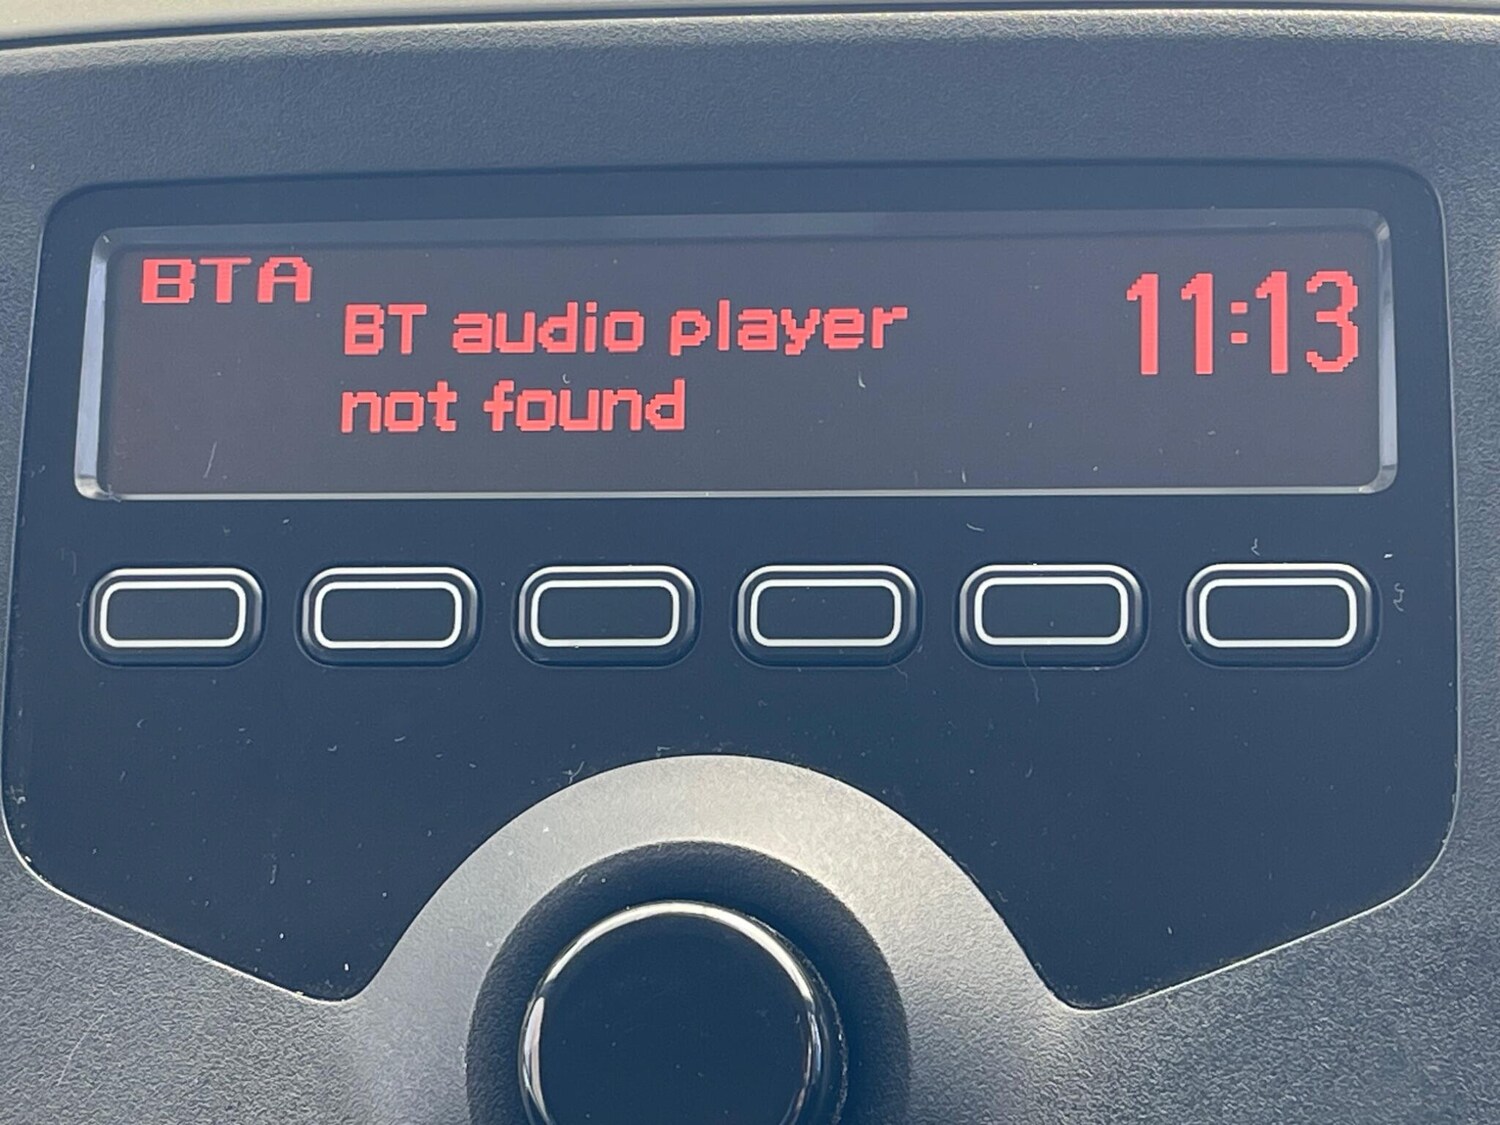 BTA
BT audio player
not found
11:13